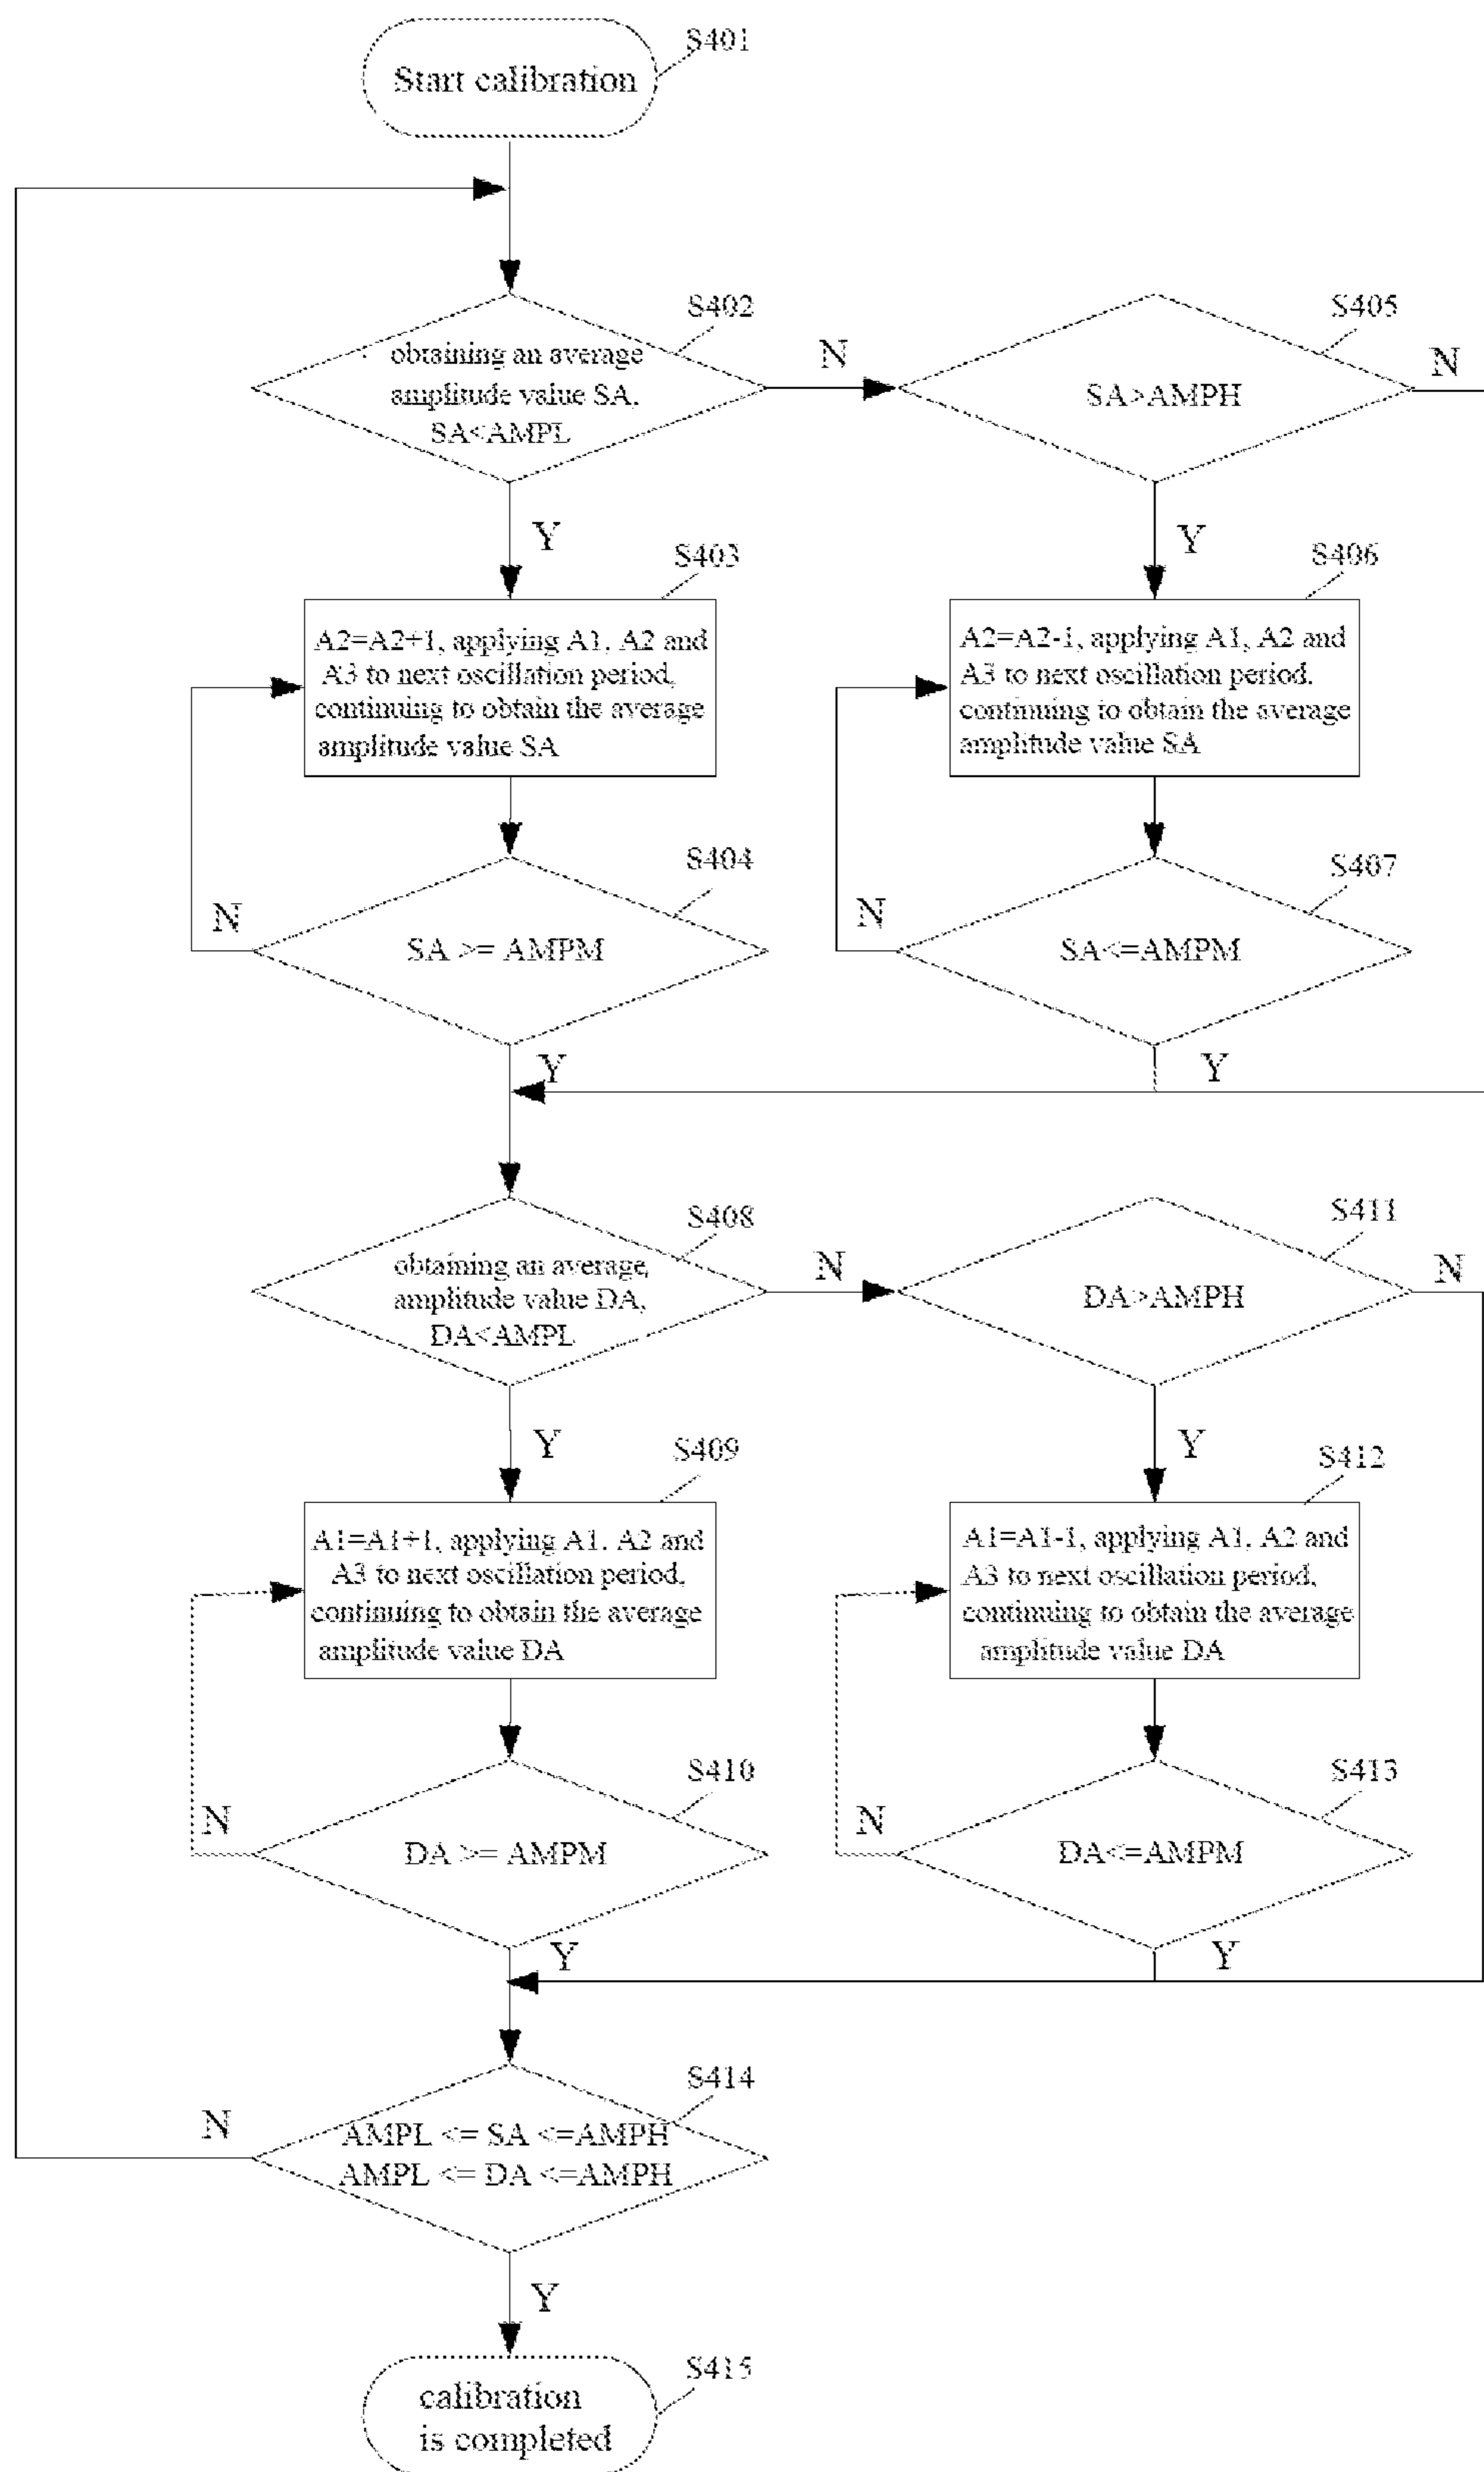 S401
Start calibration
S402
obtaining an average
amplitude value SA,
SA<AMPL
N
S405
SA>AMPH
N
Y
Y
S403
A2=A2+1, applying A1, A2 and
A3 to next oscillation period,
continuing to obtain the average
amplitude value SA
S406
A2=A2-1, applying A1, A2 and
A3 to next oscillation period.
continuing to obtain the average
amplitude value SA
S404
SA >= AMPM
N
Y
S407
SA<=AMPM
N
Y
S408
obtaining an average
amplitude value DA,
DA<AMPL
N
S411
DA>AMPH
N
Y
Y
S409
A1=A1+1, applying A1, A2 and
A3 to next oscillation period,
continuing to obtain the average
amplitude value DA
S412
A1=A1-1, applying A1, A2 and
A3 to next oscillation period,
continuing to obtain the average
amplitude value DA
S410
DA >= AMPM
N
Y
S413
DA<=AMPM
N
Y
S414
AMPL <= SA <=AMPH
AMPL <= DA <=AMPH
N
Y
S415
calibration
is completed